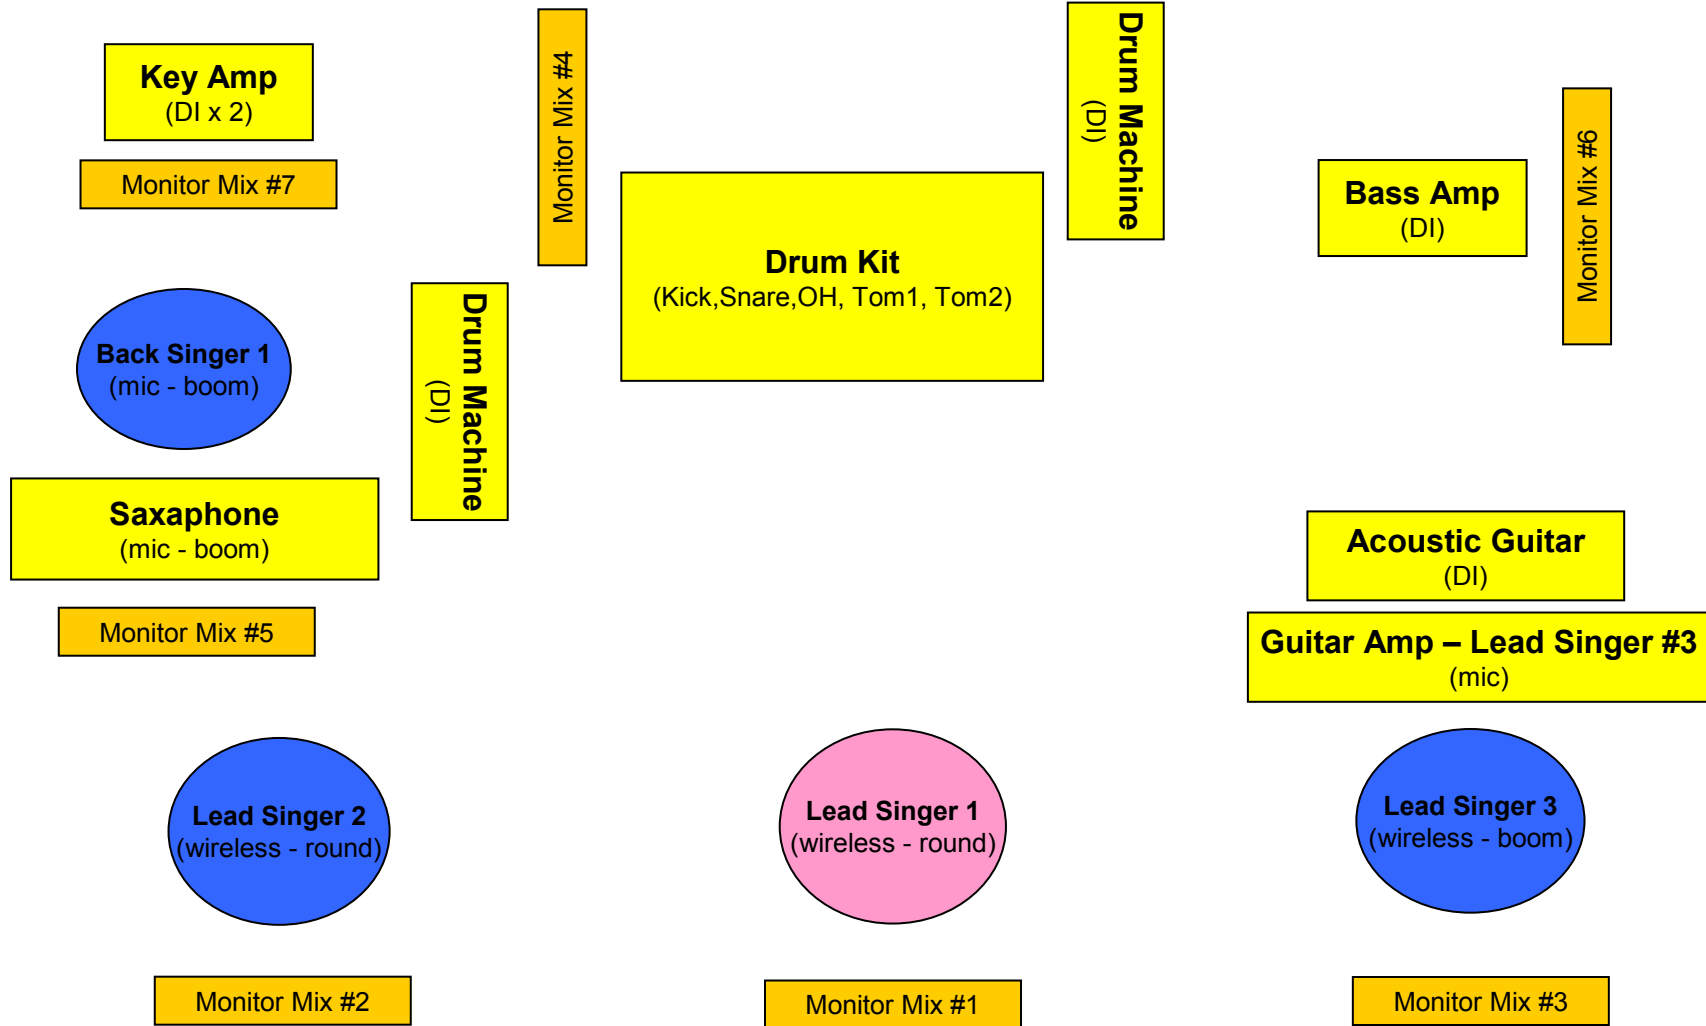 Key Amp
(DI x 2)
Monitor Mix #7
Monitor Mix #4
Drum Machine
(DI)
Monitor Mix #6
Bass Amp
(DI)
Drum Kit
(Kick,Snare,OH, Tom1, Tom2)
Back Singer 1
(mic - boom)
Drum Machine
(DI)
Saxaphone
(mic - boom)
Monitor Mix #5
Acoustic Guitar
(DI)
Guitar Amp – Lead Singer #3
(mic)
Lead Singer 2
(wireless - round)
Lead Singer 1
(wireless - round)
Lead Singer 3
(wireless - boom)
Monitor Mix #2
Monitor Mix #1
Monitor Mix #3